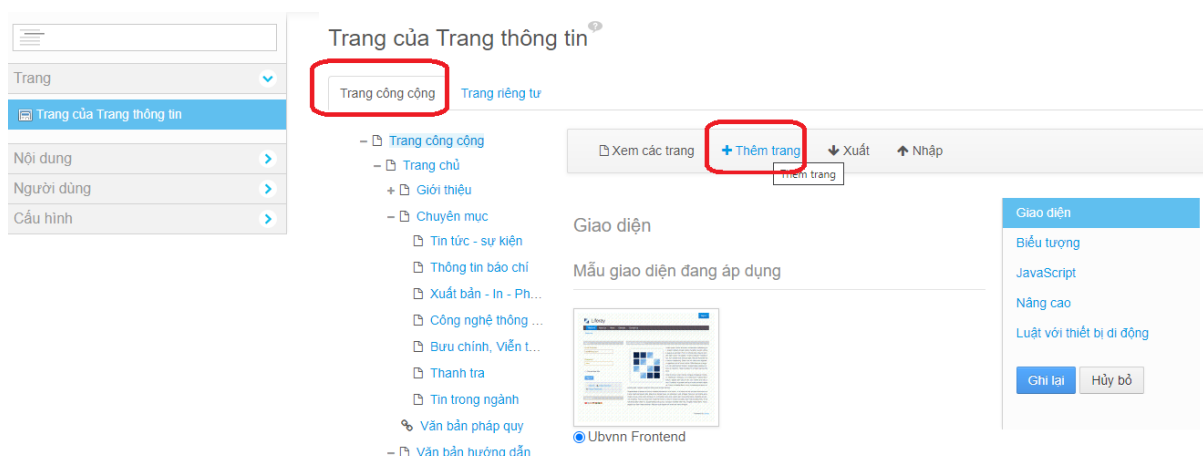 Trang
Trang của Trang thông tin
Nội dung
Người dùng
Cấu hình
Trang của Trang thông tin
Trang công cộng
Trang riêng tư
Trang công cộng
Trang chủ
Giới thiệu
Chuyên mục
Tin tức - sự kiện
Thông tin báo chí
Xuất bản - In - Ph...
Công nghệ thông ...
Bưu chính, Viễn t...
Thanh tra
Tin trong ngành
Văn bản pháp quy
Văn bản hướng dẫn
Xem các trang Thêm trang Xuất Nhập
Thêm trang
Giao diện
Mẫu giao diện đang áp dụng
Liferay
Ubvnn Frontend
Giao diện
Biểu tượng
JavaScript
Nâng cao
Luật với thiết bị di động
Ghi lại Hủy bỏ